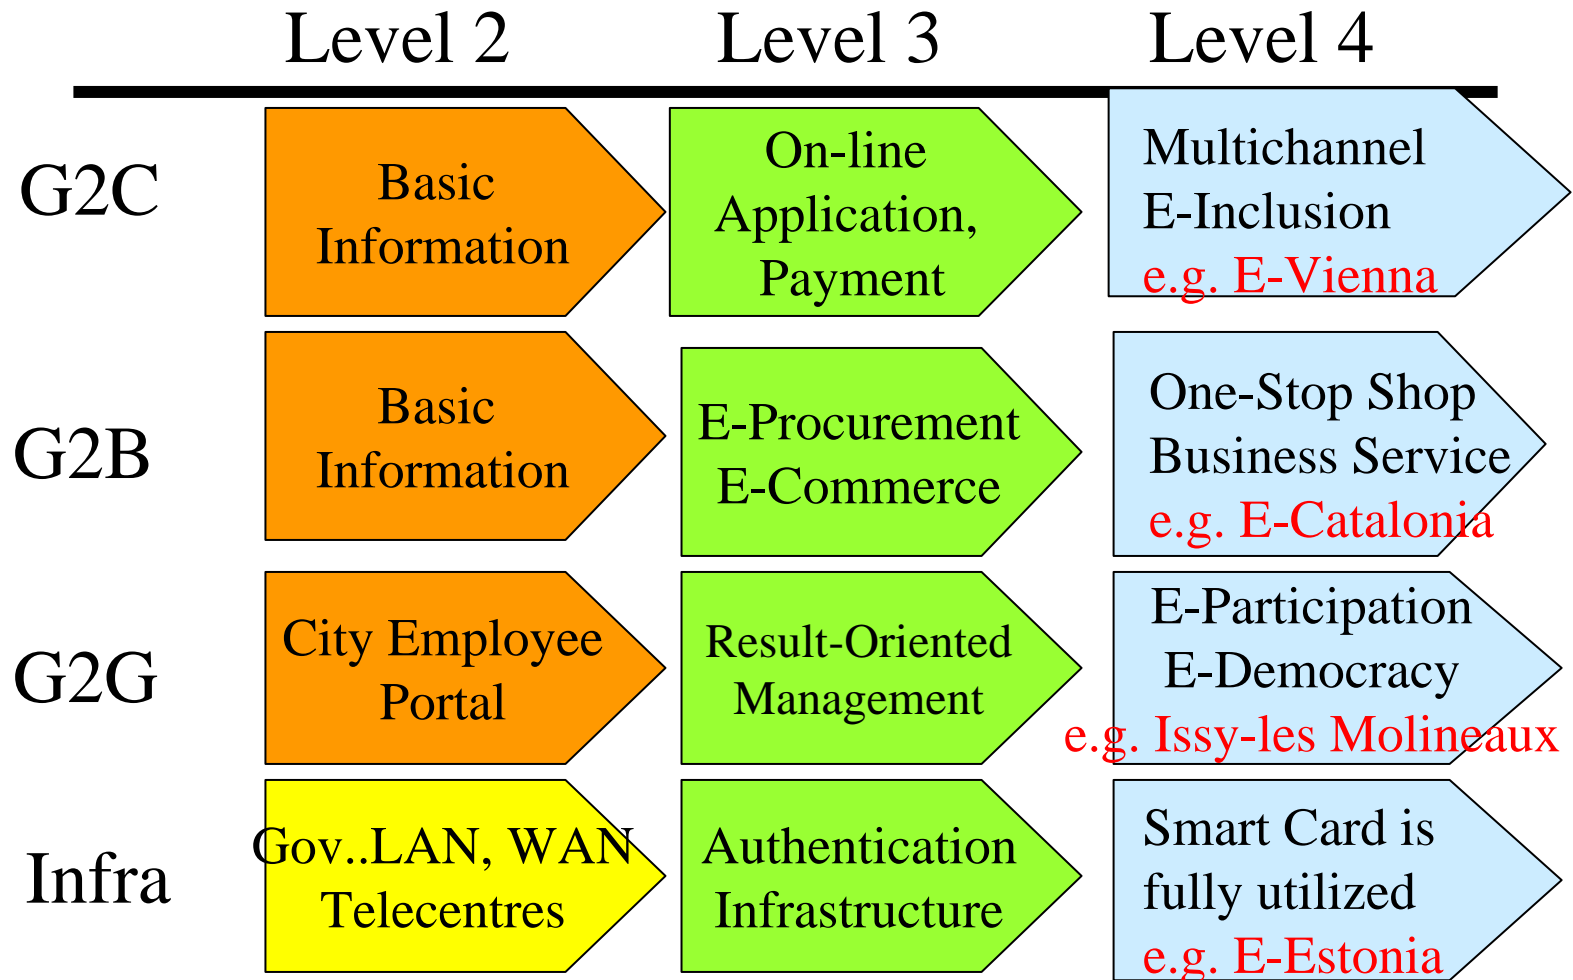 Level 2 Level 3 Level 4
G2C
Basic
Information
On-line
Application,
Payment
Multichannel
E-Inclusion
e.g. E-Vienna
G2B
Basic
Information
E-Procurement
E-Commerce
One-Stop Shop
Business Service
e.g. E-Catalonia
G2G
City Employee
Portal
Result-Oriented
Management
E-Participation
E-Democracy
e.g. Issy-les Molineaux
Infra
Gov..LAN, WAN
Telecentres
Authentication
Infrastructure
Smart Card is
fully utilized
e.g. E-Estonia